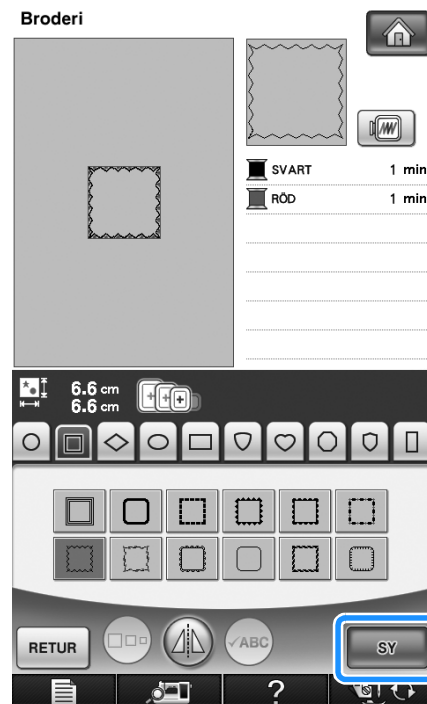 Broderi
SVART 1 min
RÖD 1 min
6.6 cm
6.6 cm
ABC
RETUR
SY
?